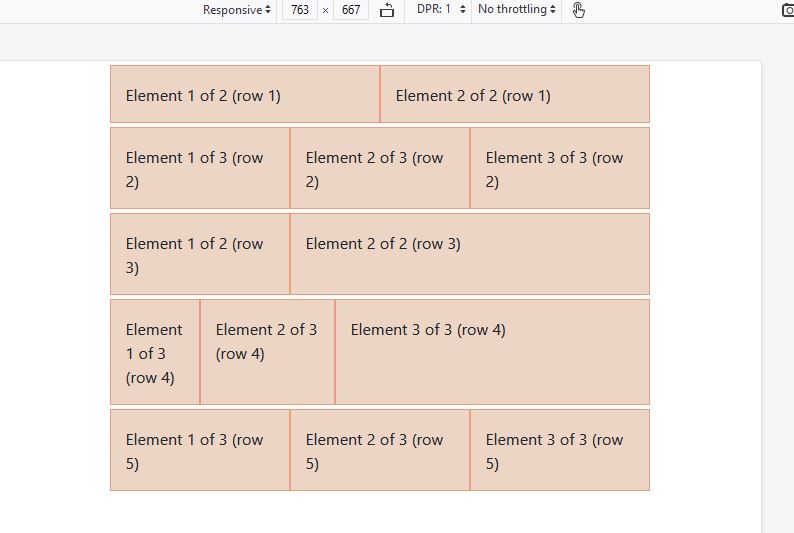 Responsive 763 × 667 DPR: 1 No throttling
Element 1 of 2 (row 1) Element 2 of 2 (row 1)
Element 1 of 3 (row Element 2 of 3 (row Element 3 of 3 (row
2) 2) 2)
Element 1 of 2 (row Element 2 of 2 (row 3)
3)
Element Element 2 of 3 Element 3 of 3 (row 4)
1 of 3 (row 4)
(row 4)
Element 1 of 3 (row Element 2 of 3 (row Element 3 of 3 (row
5) 5) 5)